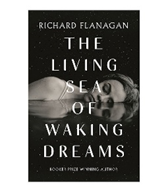 RICHARD FLANAGAN
THE
LIVING
SEA
OF
WAKING
DREAMS
BOOKER PRIZE WINNING AUTHOR